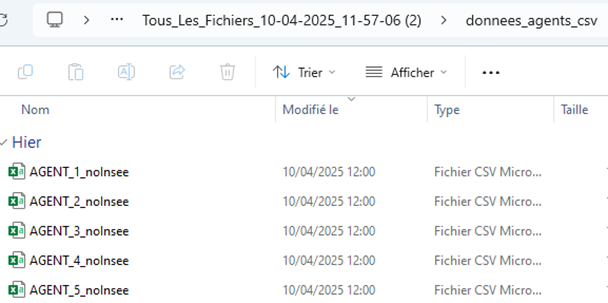 Tous_Les_Fichiers_10-04-2025_11-57-06 (2) > donnees_agents_csv
Trier Afficher
Nom Modifié le Type Taille
Hier
AGENT_1_noInsee 10/04/2025 12:00 Fichier CSV Micro...
AGENT_2_noInsee 10/04/2025 12:00 Fichier CSV Micro...
AGENT_3_noInsee 10/04/2025 12:00 Fichier CSV Micro...
AGENT_4_noInsee 10/04/2025 12:00 Fichier CSV Micro...
AGENT_5_noInsee 10/04/2025 12:00 Fichier CSV Micro...